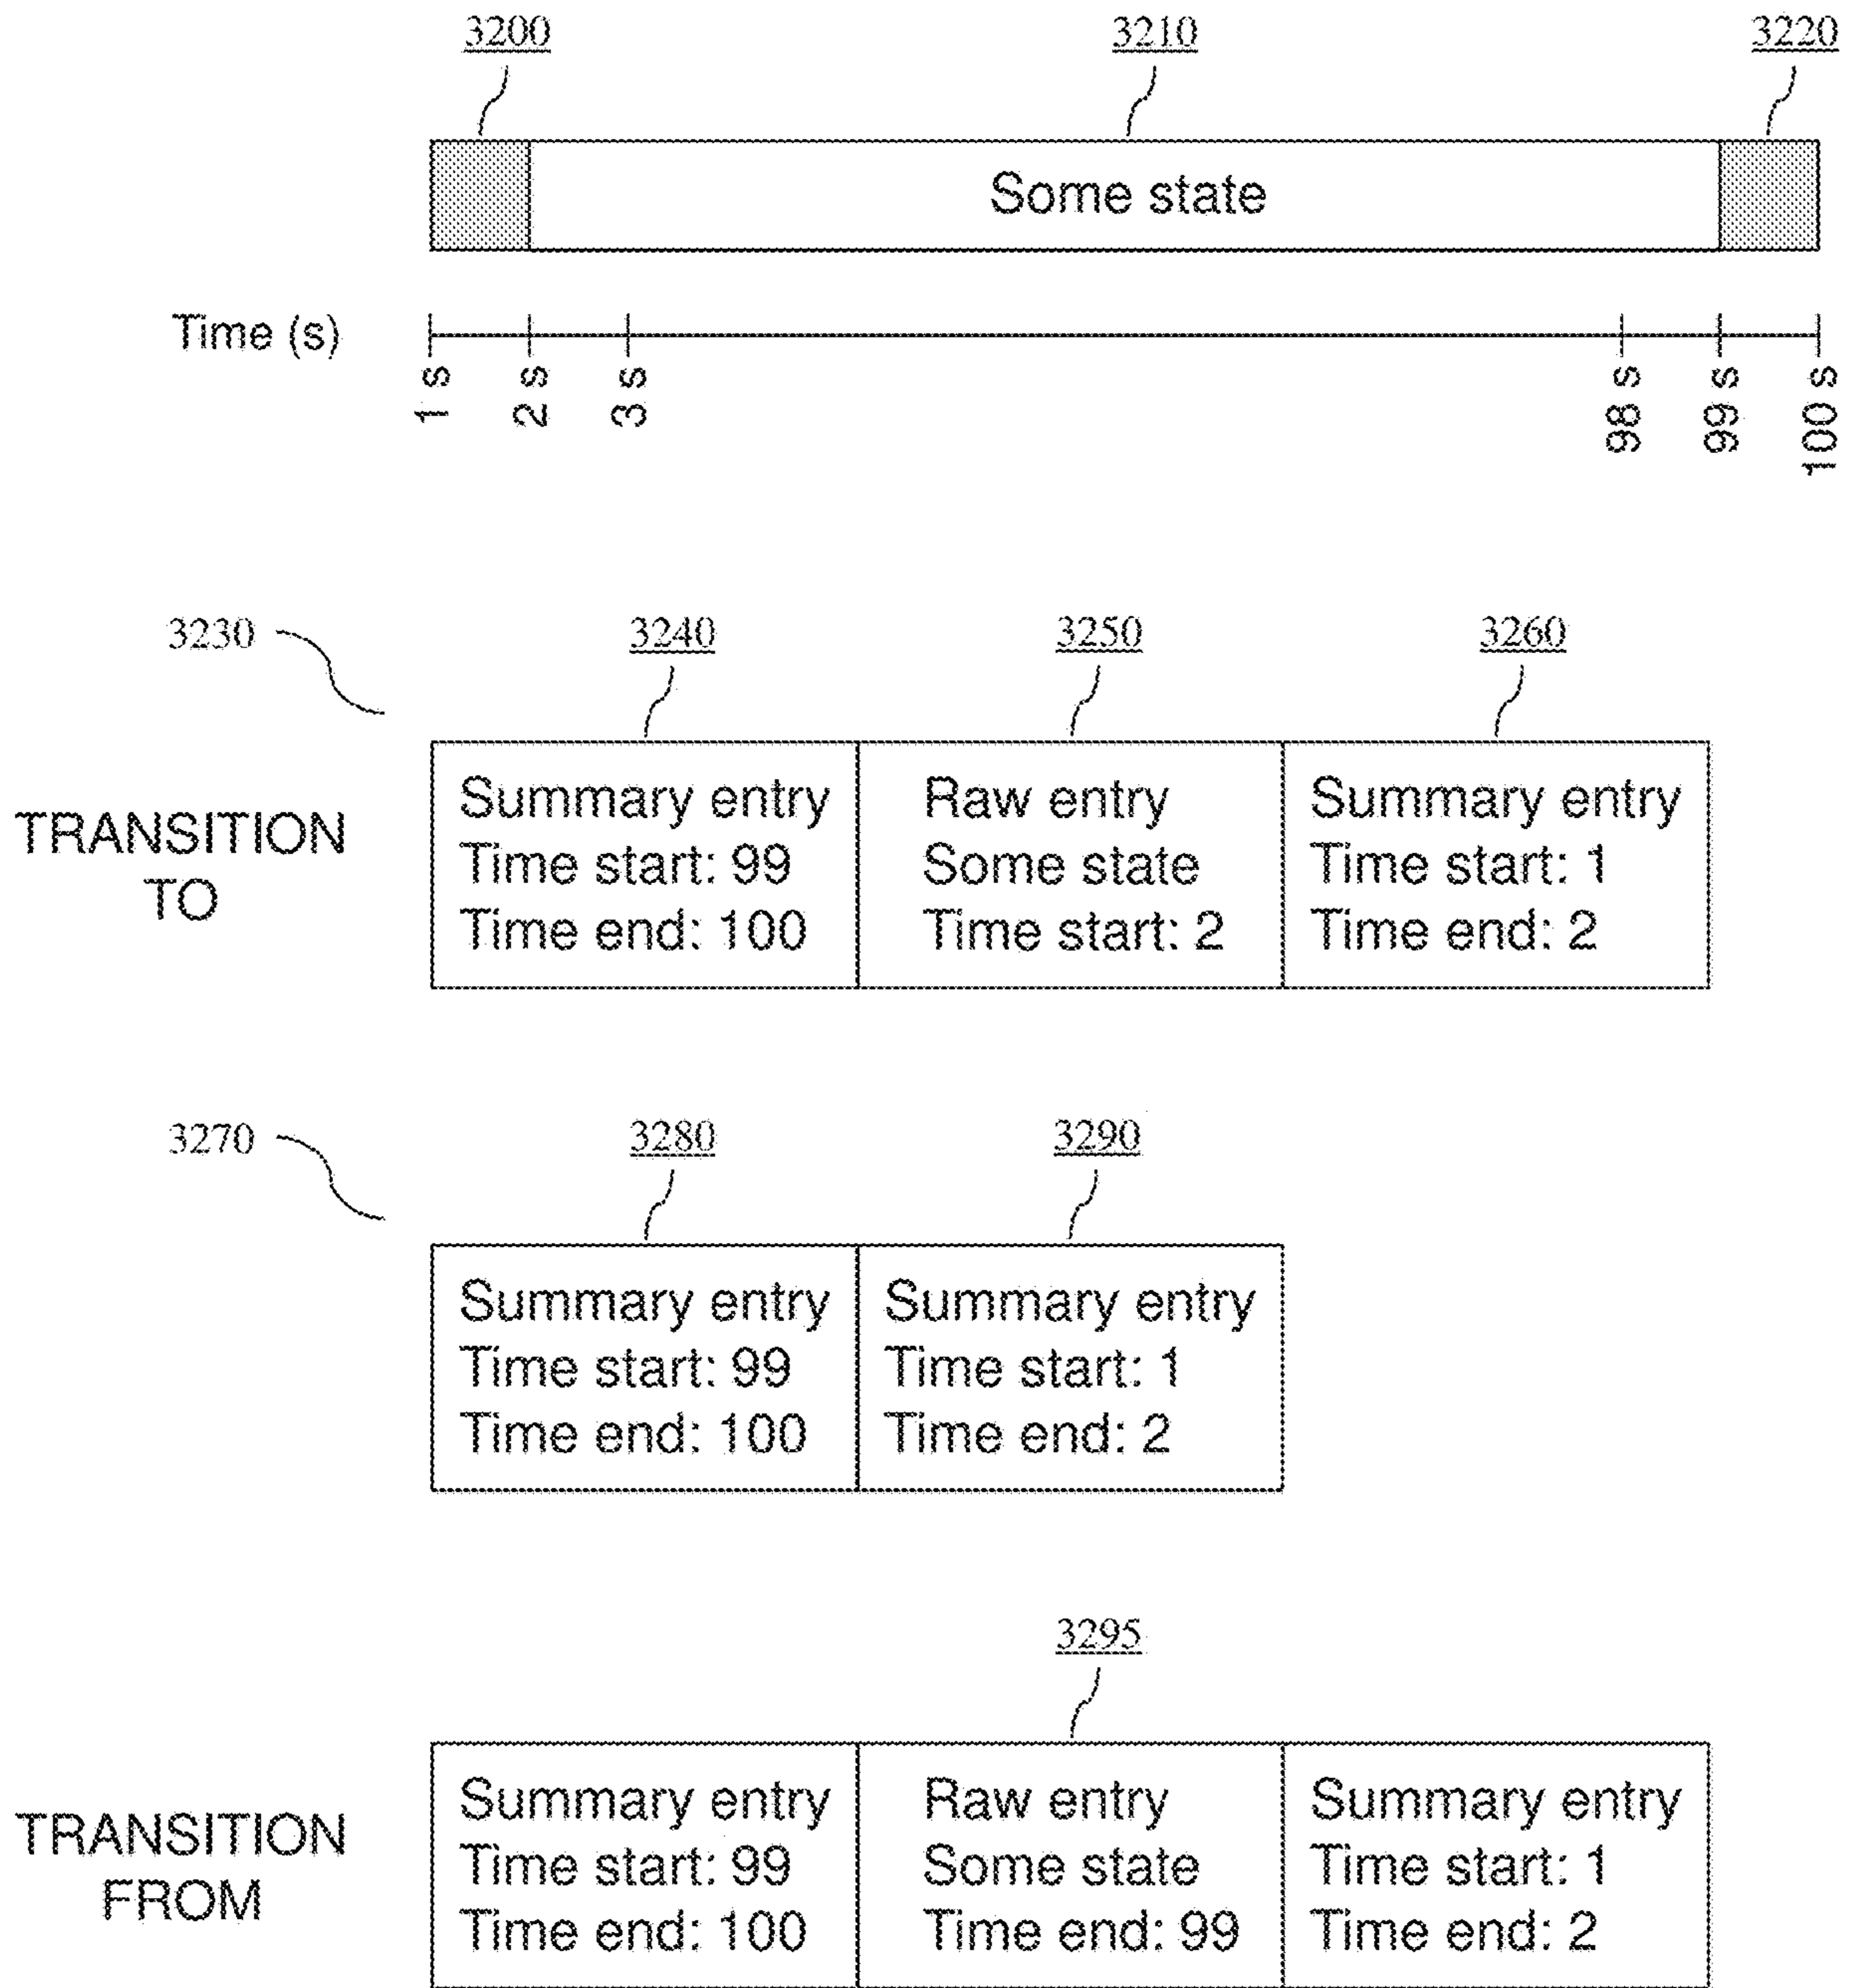 3200
3210
3220
Some state
Time (s)
1 s
2 s
3 s
98 s
99 s
100 s
3230
3240
3250
3260
TRANSITION
TO
Summary entry
Time start: 99
Time end: 100
Raw entry
Some state
Time start: 2
Summary entry
Time start: 1
Time end: 2
3270
3280
3290
Summary entry
Time start: 99
Time end: 100
Summary entry
Time start: 1
Time end: 2
3295
TRANSITION
FROM
Summary entry
Time start: 99
Time end: 100
Raw entry
Some state
Time end: 99
Summary entry
Time start: 1
Time end: 2